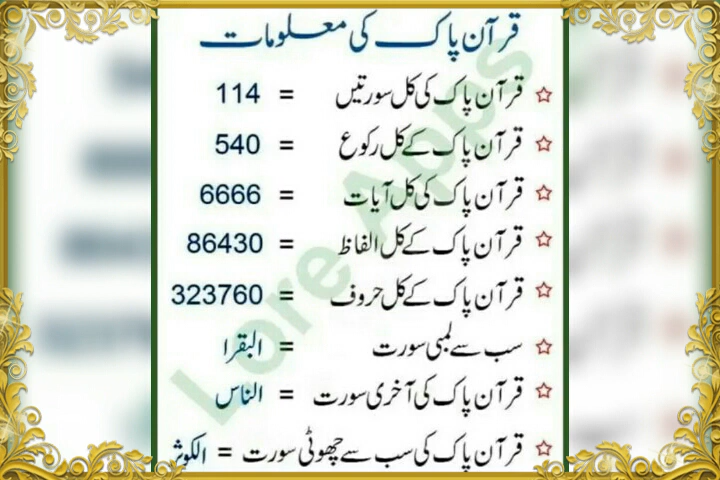 قرآن پاک کی معلومات
☆ قرآن پاک کی کل سورتیں = 114
☆ قرآن پاک کے کل رکوع = 540
☆ قرآن پاک کی کل آیات = 6666
☆ قرآن پاک کے کل الفاظ = 86430
☆ قرآن پاک کے کل حروف = 323760
☆ سب سے لمبی سورت = البقرا
☆ قرآن پاک کی آخری سورت = الناس
☆ قرآن پاک کی سب سے چھوٹی سورت = الکوثر
Lore Apps